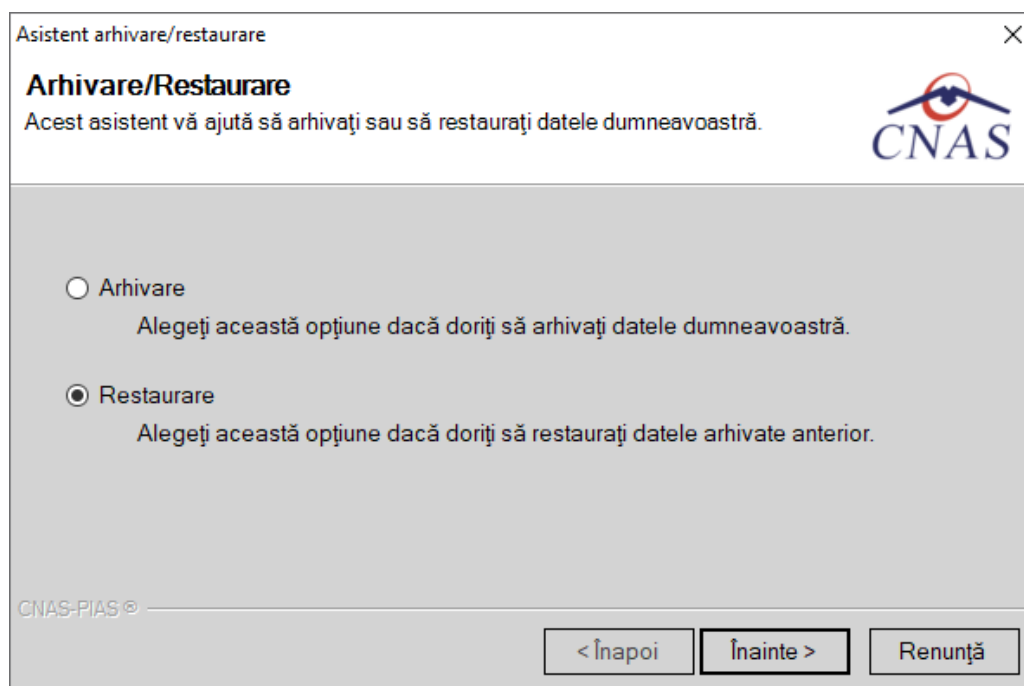 Asistent arhivare/restaurare
Arhivare/Restaurare
Acest asistent vă ajută să arhivaţi sau să restauraţi datele dumneavoastră.
CNAS
Arhivare
Alegeţi această opţiune dacă doriţi să arhivaţi datele dumneavoastră.
Restaurare
Alegeţi această opţiune dacă doriţi să restauraţi datele arhivate anterior.
CNAS-PIAS ®
< Înapoi
Înainte >
Renunţă